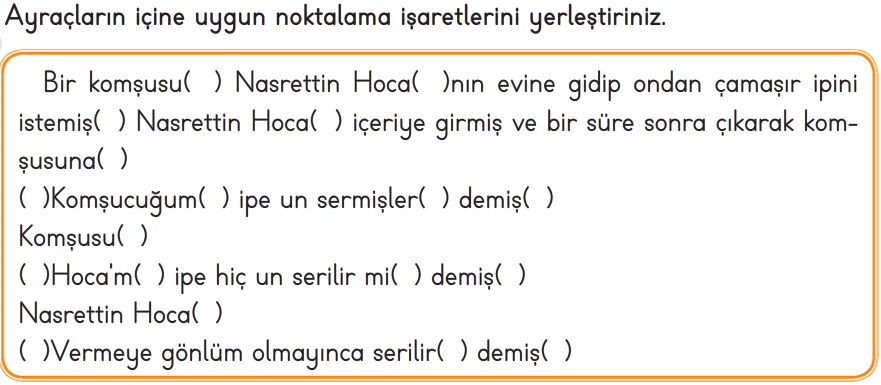 Ayraçların içine uygun noktalama işaretlerini yerleştiriniz.
Bir komşusu( ) Nasrettin Hoca( )nın evine gidip ondan çamaşır ipini
istemiş( ) Nasrettin Hoca( ) içeriye girmiş ve bir süre sonra çıkarak kom-
şusuna( )
( )Komşucuğum( ) ipe un sermişler( ) demiş( )
Komşusu( )
( )Hoca'm( ) ipe hiç un serilir mi( ) demiş( )
Nasrettin Hoca( )
( )Vermeye gönlüm olmayınca serilir( ) demiş( )